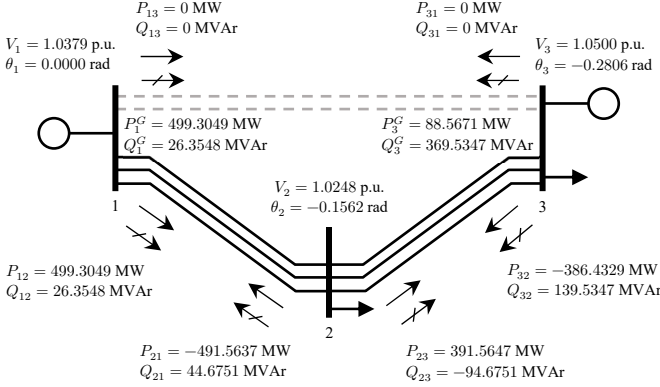 P₁₃ = 0 MW
Q₁₃ = 0 MVAr
P₃₁ = 0 MW
Q₃₁ = 0 MVAr
V₁ = 1.0379 p.u.
θ₁ = 0.0000 rad
V₃ = 1.0500 p.u.
θ₃ = −0.2806 rad
P₁ᴳ = 499.3049 MW
Q₁ᴳ = 26.3548 MVAr
P₃ᴳ = 88.5671 MW
Q₃ᴳ = 369.5347 MVAr
V₂ = 1.0248 p.u.
θ₂ = −0.1562 rad
1
3
P₁₂ = 499.3049 MW
Q₁₂ = 26.3548 MVAr
P₃₂ = −386.4329 MW
Q₃₂ = 139.5347 MVAr
2
P₂₁ = −491.5637 MW
Q₂₁ = 44.6751 MVAr
P₂₃ = 391.5647 MW
Q₂₃ = −94.6751 MVAr